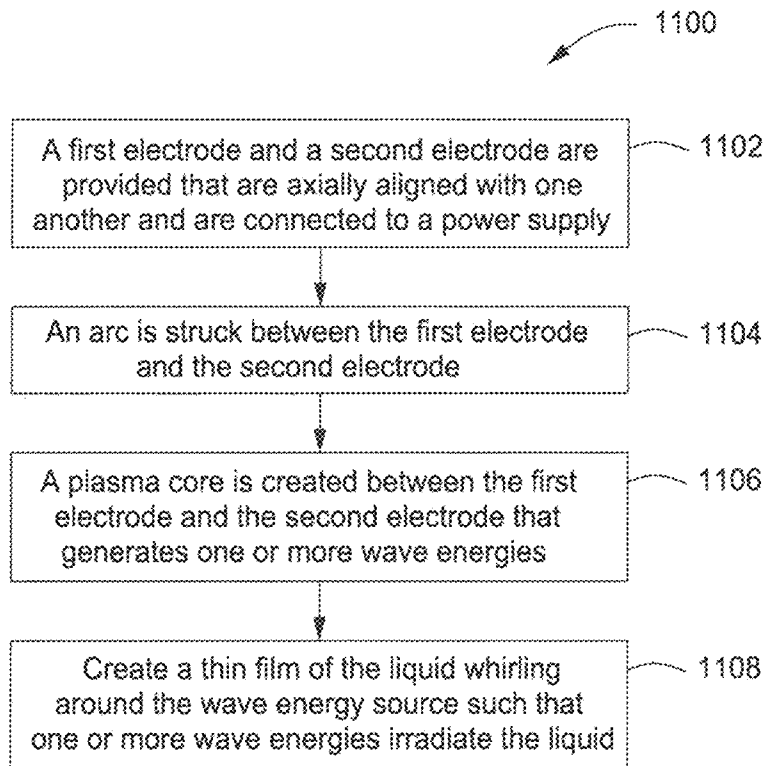 1100
A first electrode and a second electrode are
provided that are axially aligned with one
another and are connected to a power supply
1102
An arc is struck between the first electrode
and the second electrode
1104
A plasma core is created between the first
electrode and the second electrode that
generates one or more wave energies
1106
Create a thin film of the liquid whirling
around the wave energy source such that
one or more wave energies irradiate the liquid
1108